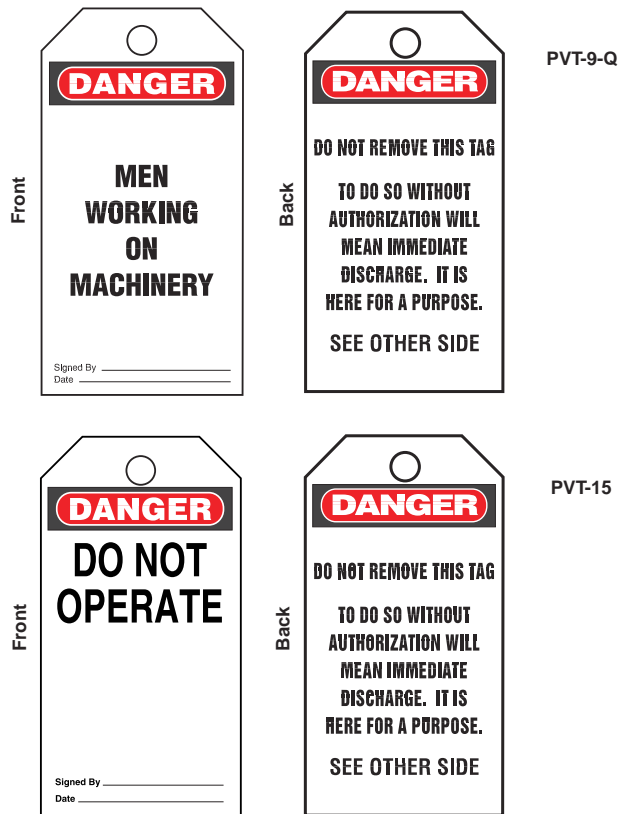 PVT-9-Q
Front
DANGER
MEN
WORKING
ON
MACHINERY
Signed By
Date
Back
DANGER
DO NOT REMOVE THIS TAG
TO DO SO WITHOUT
AUTHORIZATION WILL
MEAN IMMEDIATE
DISCHARGE. IT IS
HERE FOR A PURPOSE.
SEE OTHER SIDE
PVT-15
Front
DANGER
DO NOT
OPERATE
Signed By
Date
Back
DANGER
DO NOT REMOVE THIS TAG
TO DO SO WITHOUT
AUTHORIZATION WILL
MEAN IMMEDIATE
DISCHARGE. IT IS
HERE FOR A PURPOSE.
SEE OTHER SIDE